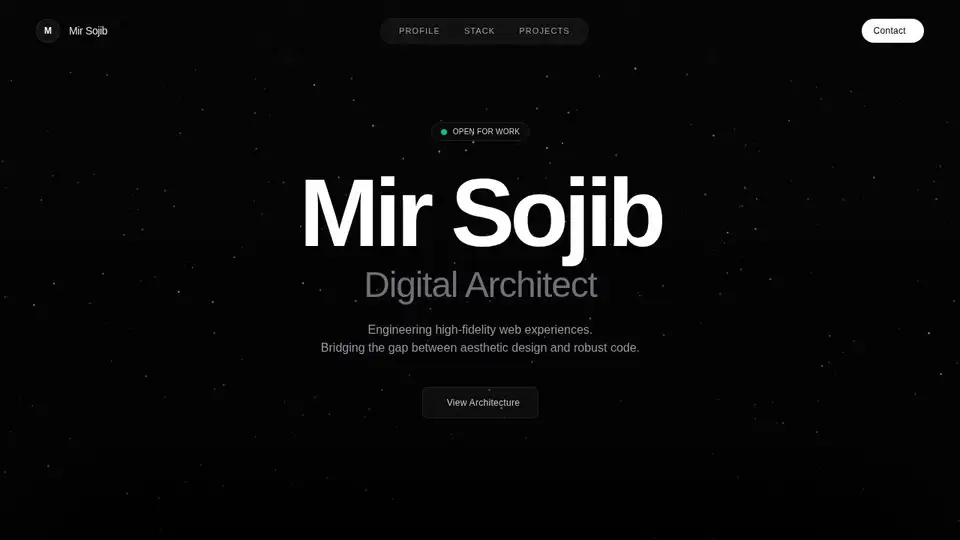 M
Mir Sojib
PROFILE
STACK
PROJECTS
Contact
OPEN FOR WORK
Mir Sojib
Digital Architect
Engineering high-fidelity web experiences.
Bridging the gap between aesthetic design and robust code.
View Architecture